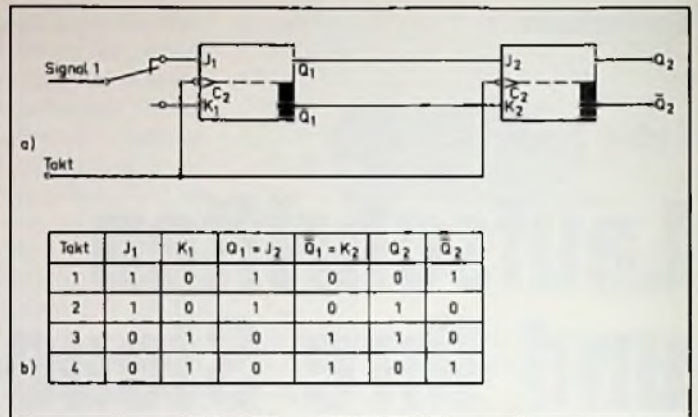 J₁
Q₁
J₂
Q₂
Signal 1
C₂
C₂
K₁
Q̄₁
K₂
Q̄₂
a)
Takt
Takt J₁ K₁ Q₁ = J₂ Q̿₁ = K₂ Q₂ Q̿₂
1 1 0 1 0 0 1
2 1 0 1 0 1 0
3 0 1 0 1 1 0
b) 4 0 1 0 1 0 1